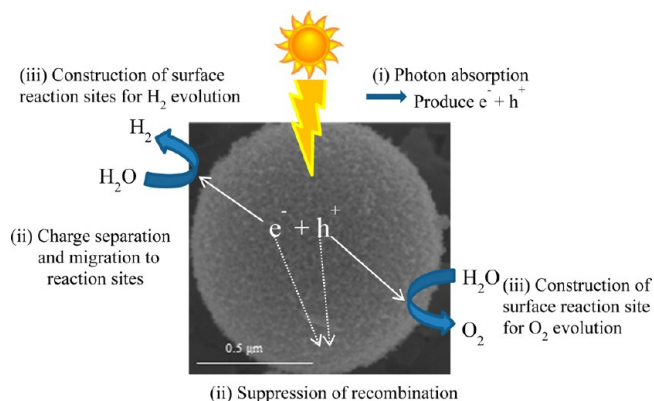 (iii) Construction of surface
reaction sites for H₂ evolution
(i) Photon absorption
Produce e⁻ + h⁺
H₂
H₂O
e⁻ + h⁺
(ii) Charge separation
and migration to
reaction sites
H₂O
(iii) Construction of
surface reaction site
for O₂ evolution
O₂
0.5 μm
(ii) Suppression of recombination